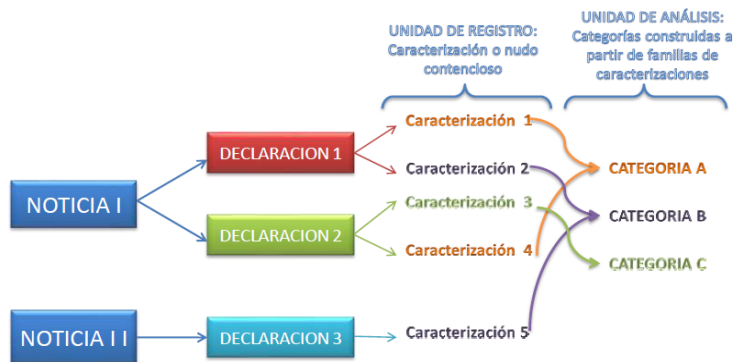 UNIDAD DE REGISTRO:
Caracterización o nudo
contencioso
UNIDAD DE ANÁLISIS:
Categorías construidas a
partir de familias de
caracterizaciones
NOTICIA I
DECLARACION 1
Caracterización 1
Caracterización 2
DECLARACION 2
Caracterización 3
Caracterización 4
CATEGORIA A
CATEGORIA B
CATEGORIA C
NOTICIA I I
DECLARACION 3
Caracterización 5